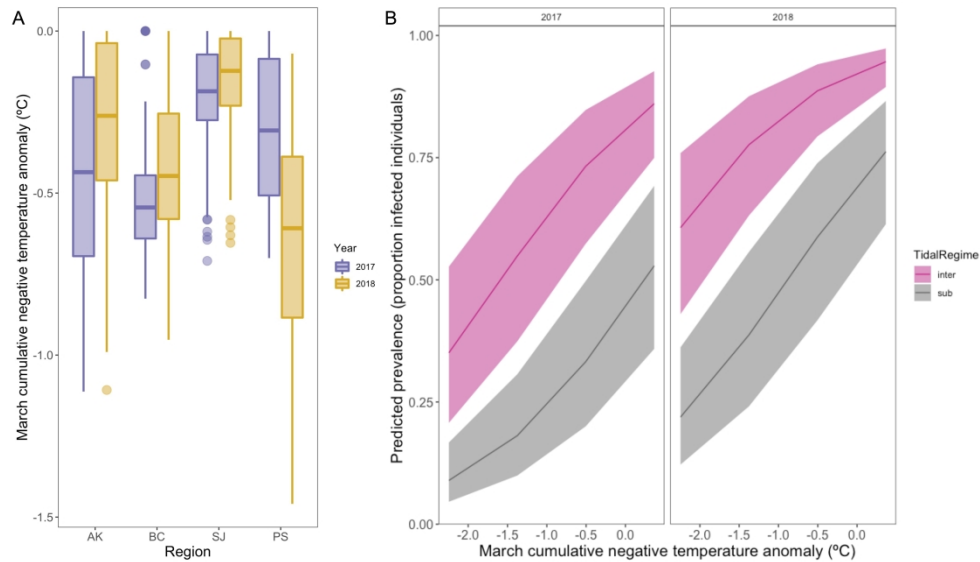 A
March cumulative negative temperature anomaly (ºC)
0.0
-0.5
-1.0
-1.5
AK
BC
SJ
PS
Region
Year
2017
2018
B
2017
2018
Predicted prevalence (proportion infected individuals)
1.00
0.75
0.50
0.25
0.00
-2.0
-1.5
-1.0
-0.5
0.0
-2.0
-1.5
-1.0
-0.5
0.0
March cumulative negative temperature anomaly (ºC)
TidalRegime
inter
sub